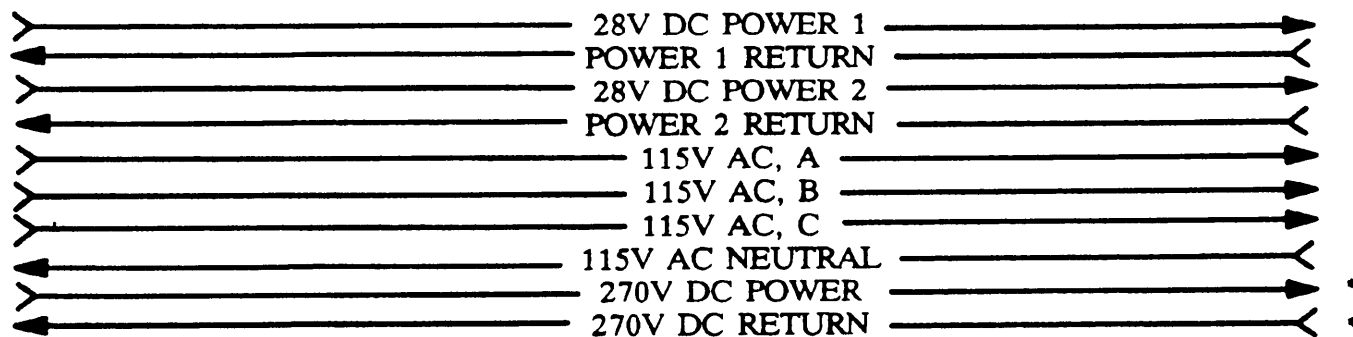 28V DC POWER 1
POWER 1 RETURN
28V DC POWER 2
POWER 2 RETURN
115V AC, A
115V AC, B
115V AC, C
115V AC NEUTRAL
270V DC POWER
270V DC RETURN